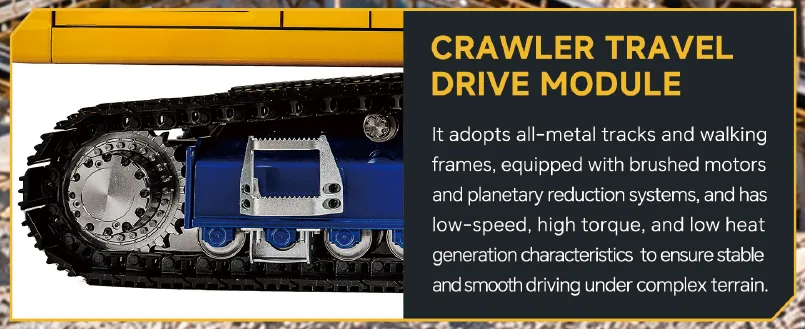 CRAWLER TRAVEL
DRIVE MODULE
It adopts all-metal tracks and walking
frames, equipped with brushed motors
and planetary reduction systems, and has
low-speed, high torque, and low heat
generation characteristics to ensure stable
and smooth driving under complex terrain.